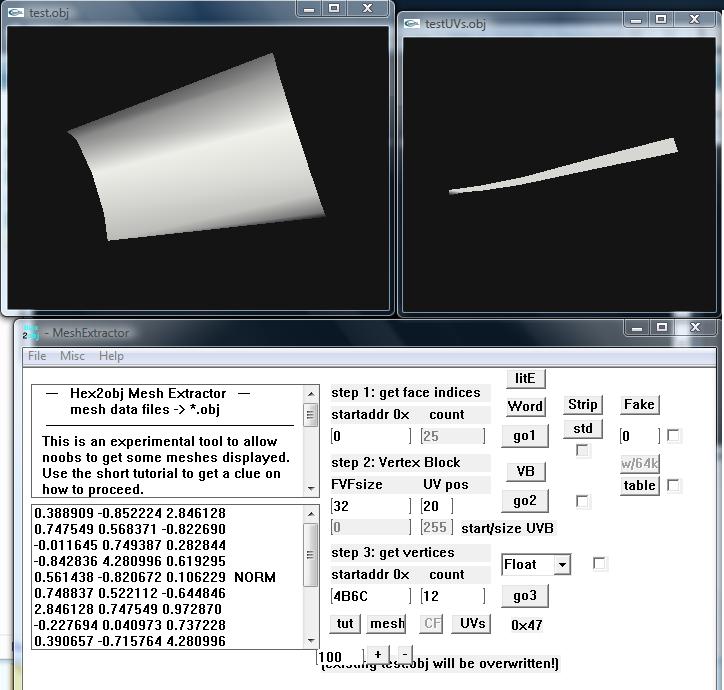 test.obj
testUVs.obj
- MeshExtractor
File Misc Help
— Hex2obj Mesh Extractor —
mesh data files -> *.obj
This is an experimental tool to allow
noobs to get some meshes displayed.
Use the short tutorial to get a clue on
how to proceed.
0.388909 -0.852224 2.846128
0.747549 0.568371 -0.822690
-0.011645 0.749387 0.282844
-0.842836 4.280996 0.619295
0.561438 -0.820672 0.106229 NORM
0.748837 0.522112 -0.644846
2.846128 0.747549 0.972870
-0.227694 0.040973 0.737228
0.390657 -0.715764 4.280996
step 1: get face indices
startaddr 0x count
0 25
step 2: Vertex Block
FVFsize UV pos
32 20
0 255 start/size UVB
step 3: get vertices
startaddr 0x count
4B6C 12
tut mesh CF UVs 0x47
100 + -
litE
Word
go1
VB
go2
Float
go3
Strip
std
Fake
0
w/64k
table
(existing test.obj will be overwritten!)